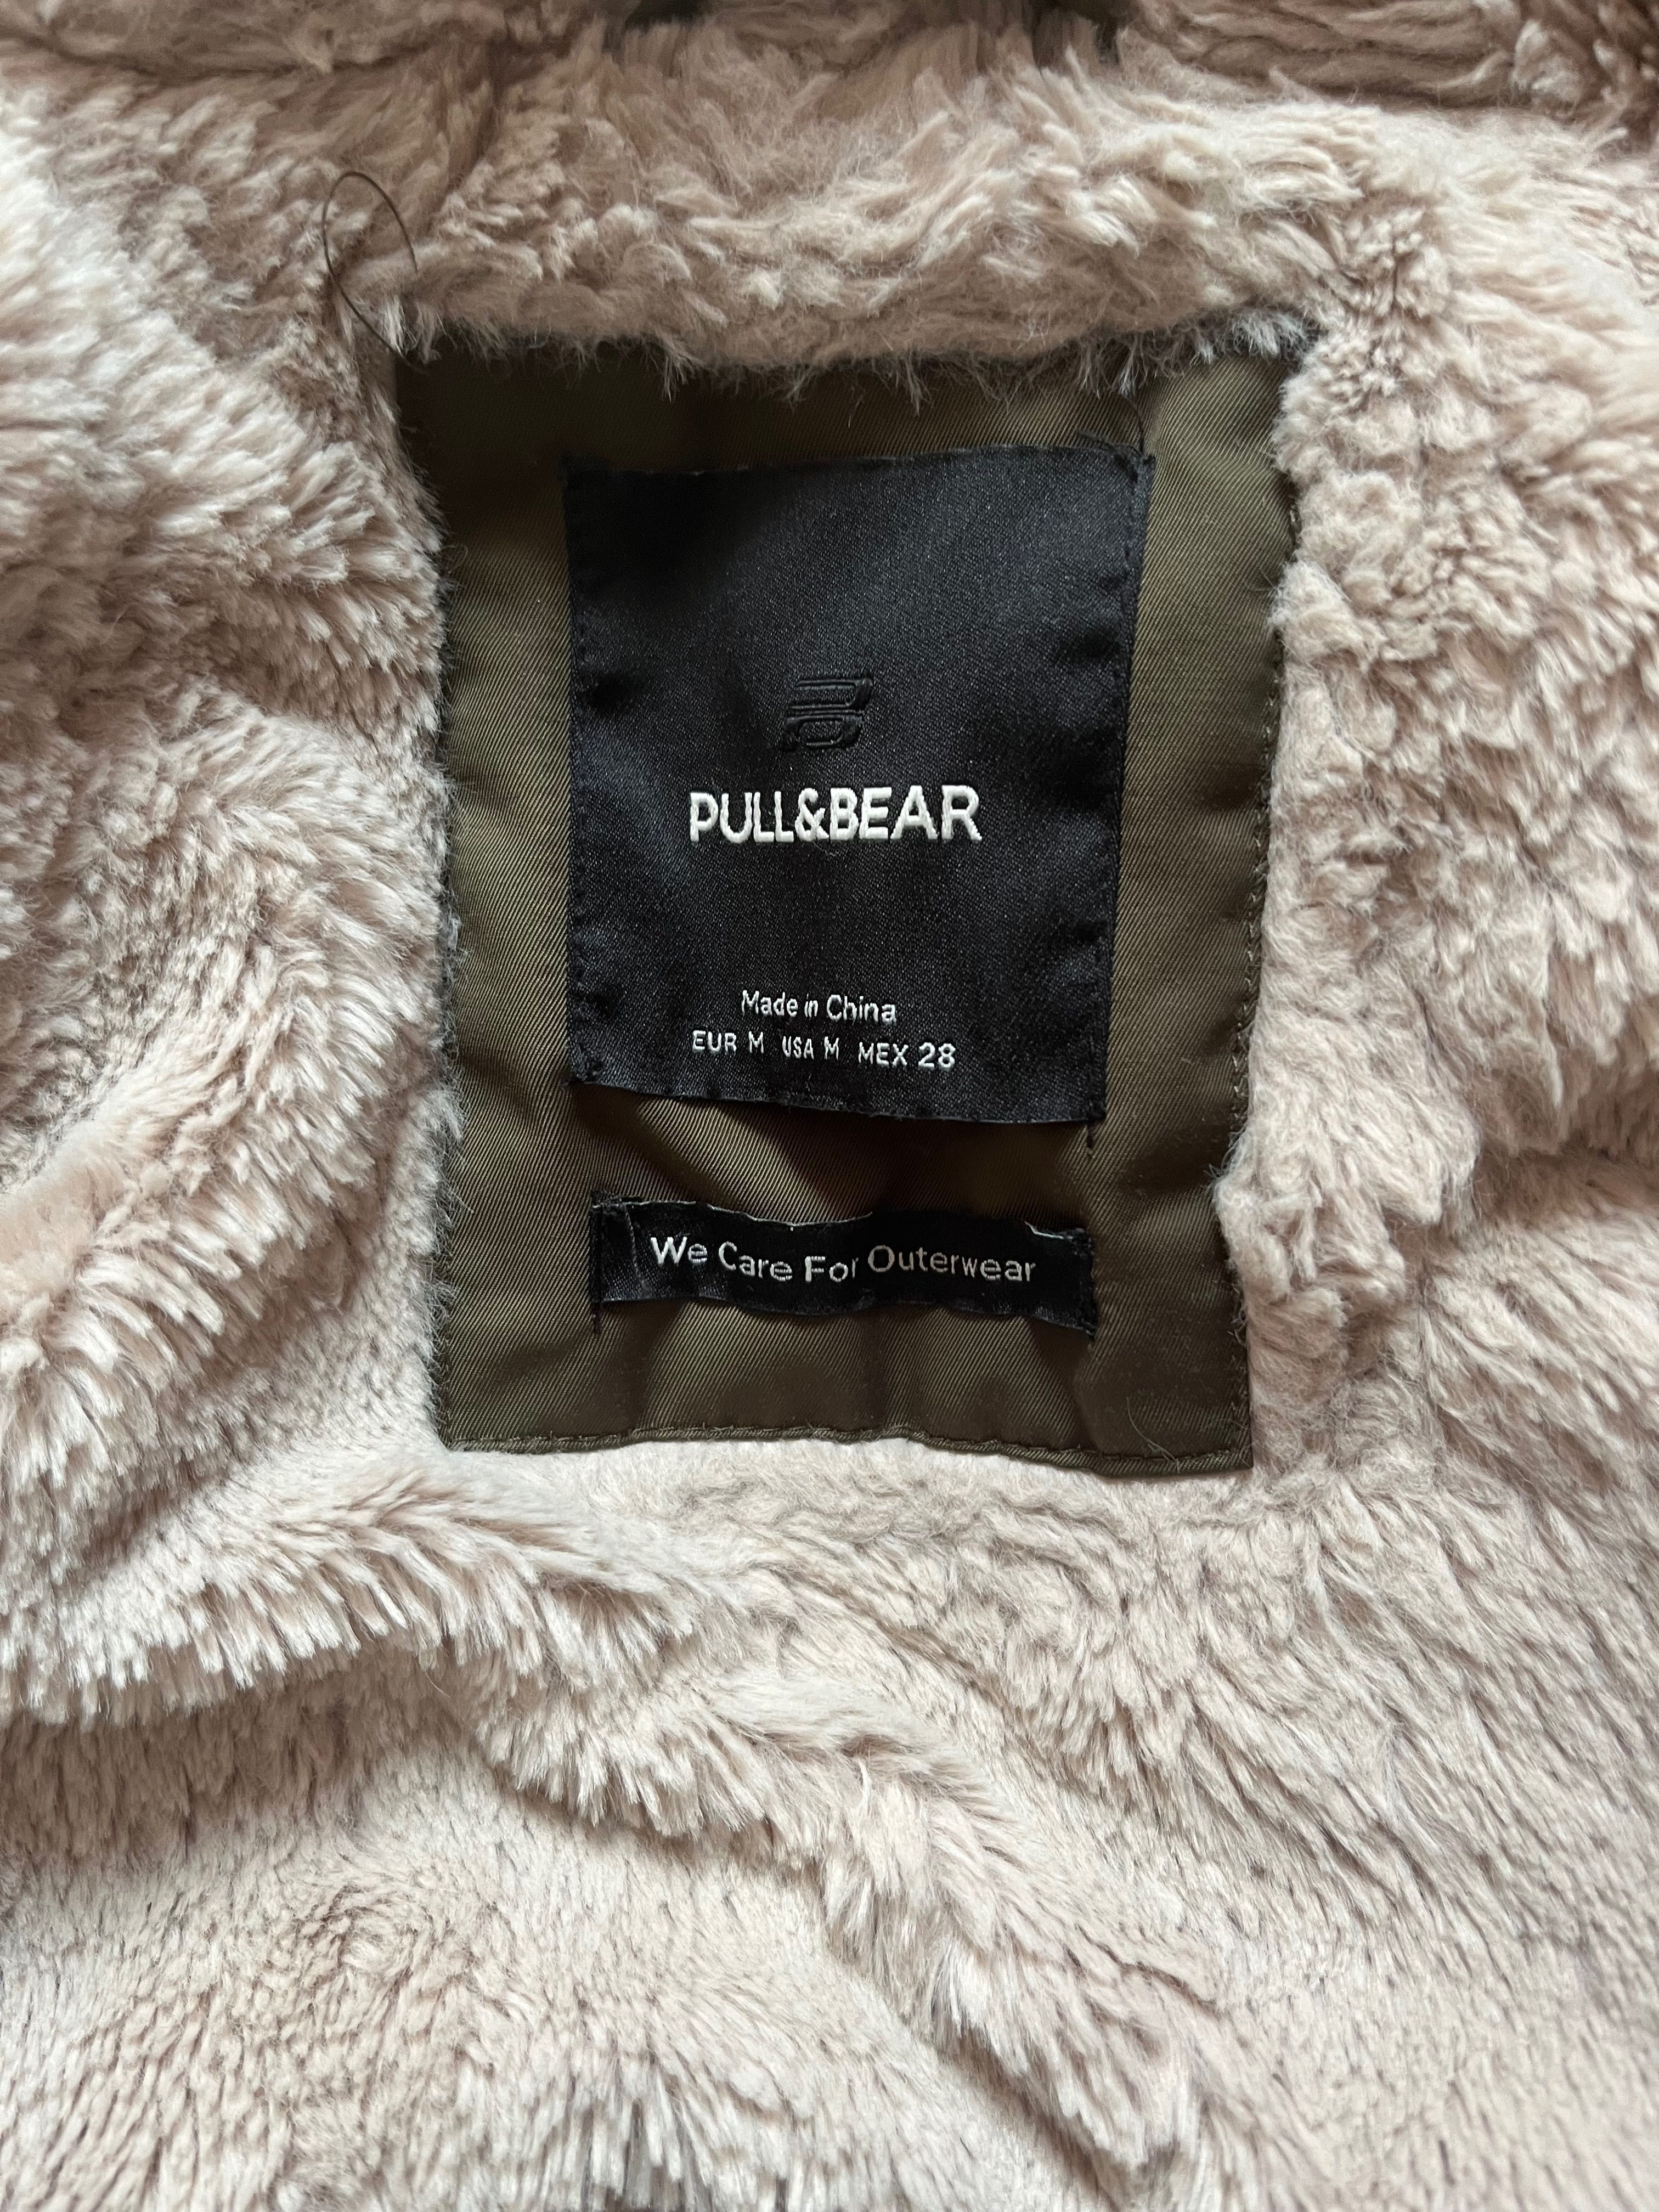 PULL&BEAR
Made in China
EUR M USA M MEX 28
We Care For Outerwear